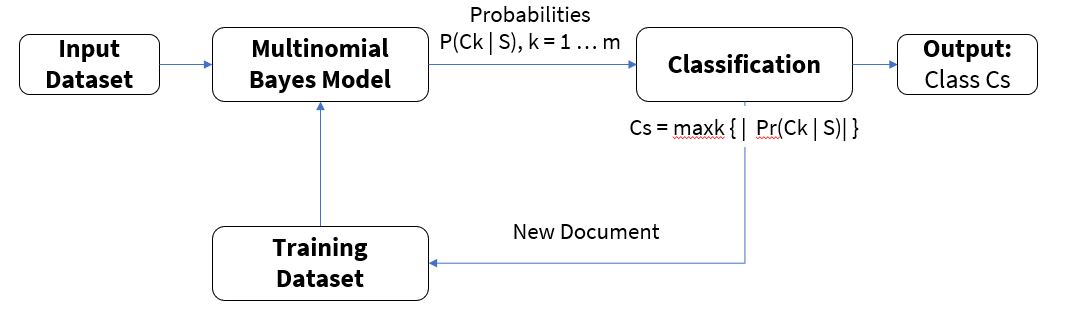 Probabilities
P(Ck | S), k = 1 … m
Input
Dataset
Multinomial
Bayes Model
Classification
Output:
Class Cs
Cs = maxk { | Pr(Ck | S)| }
New Document
Training
Dataset